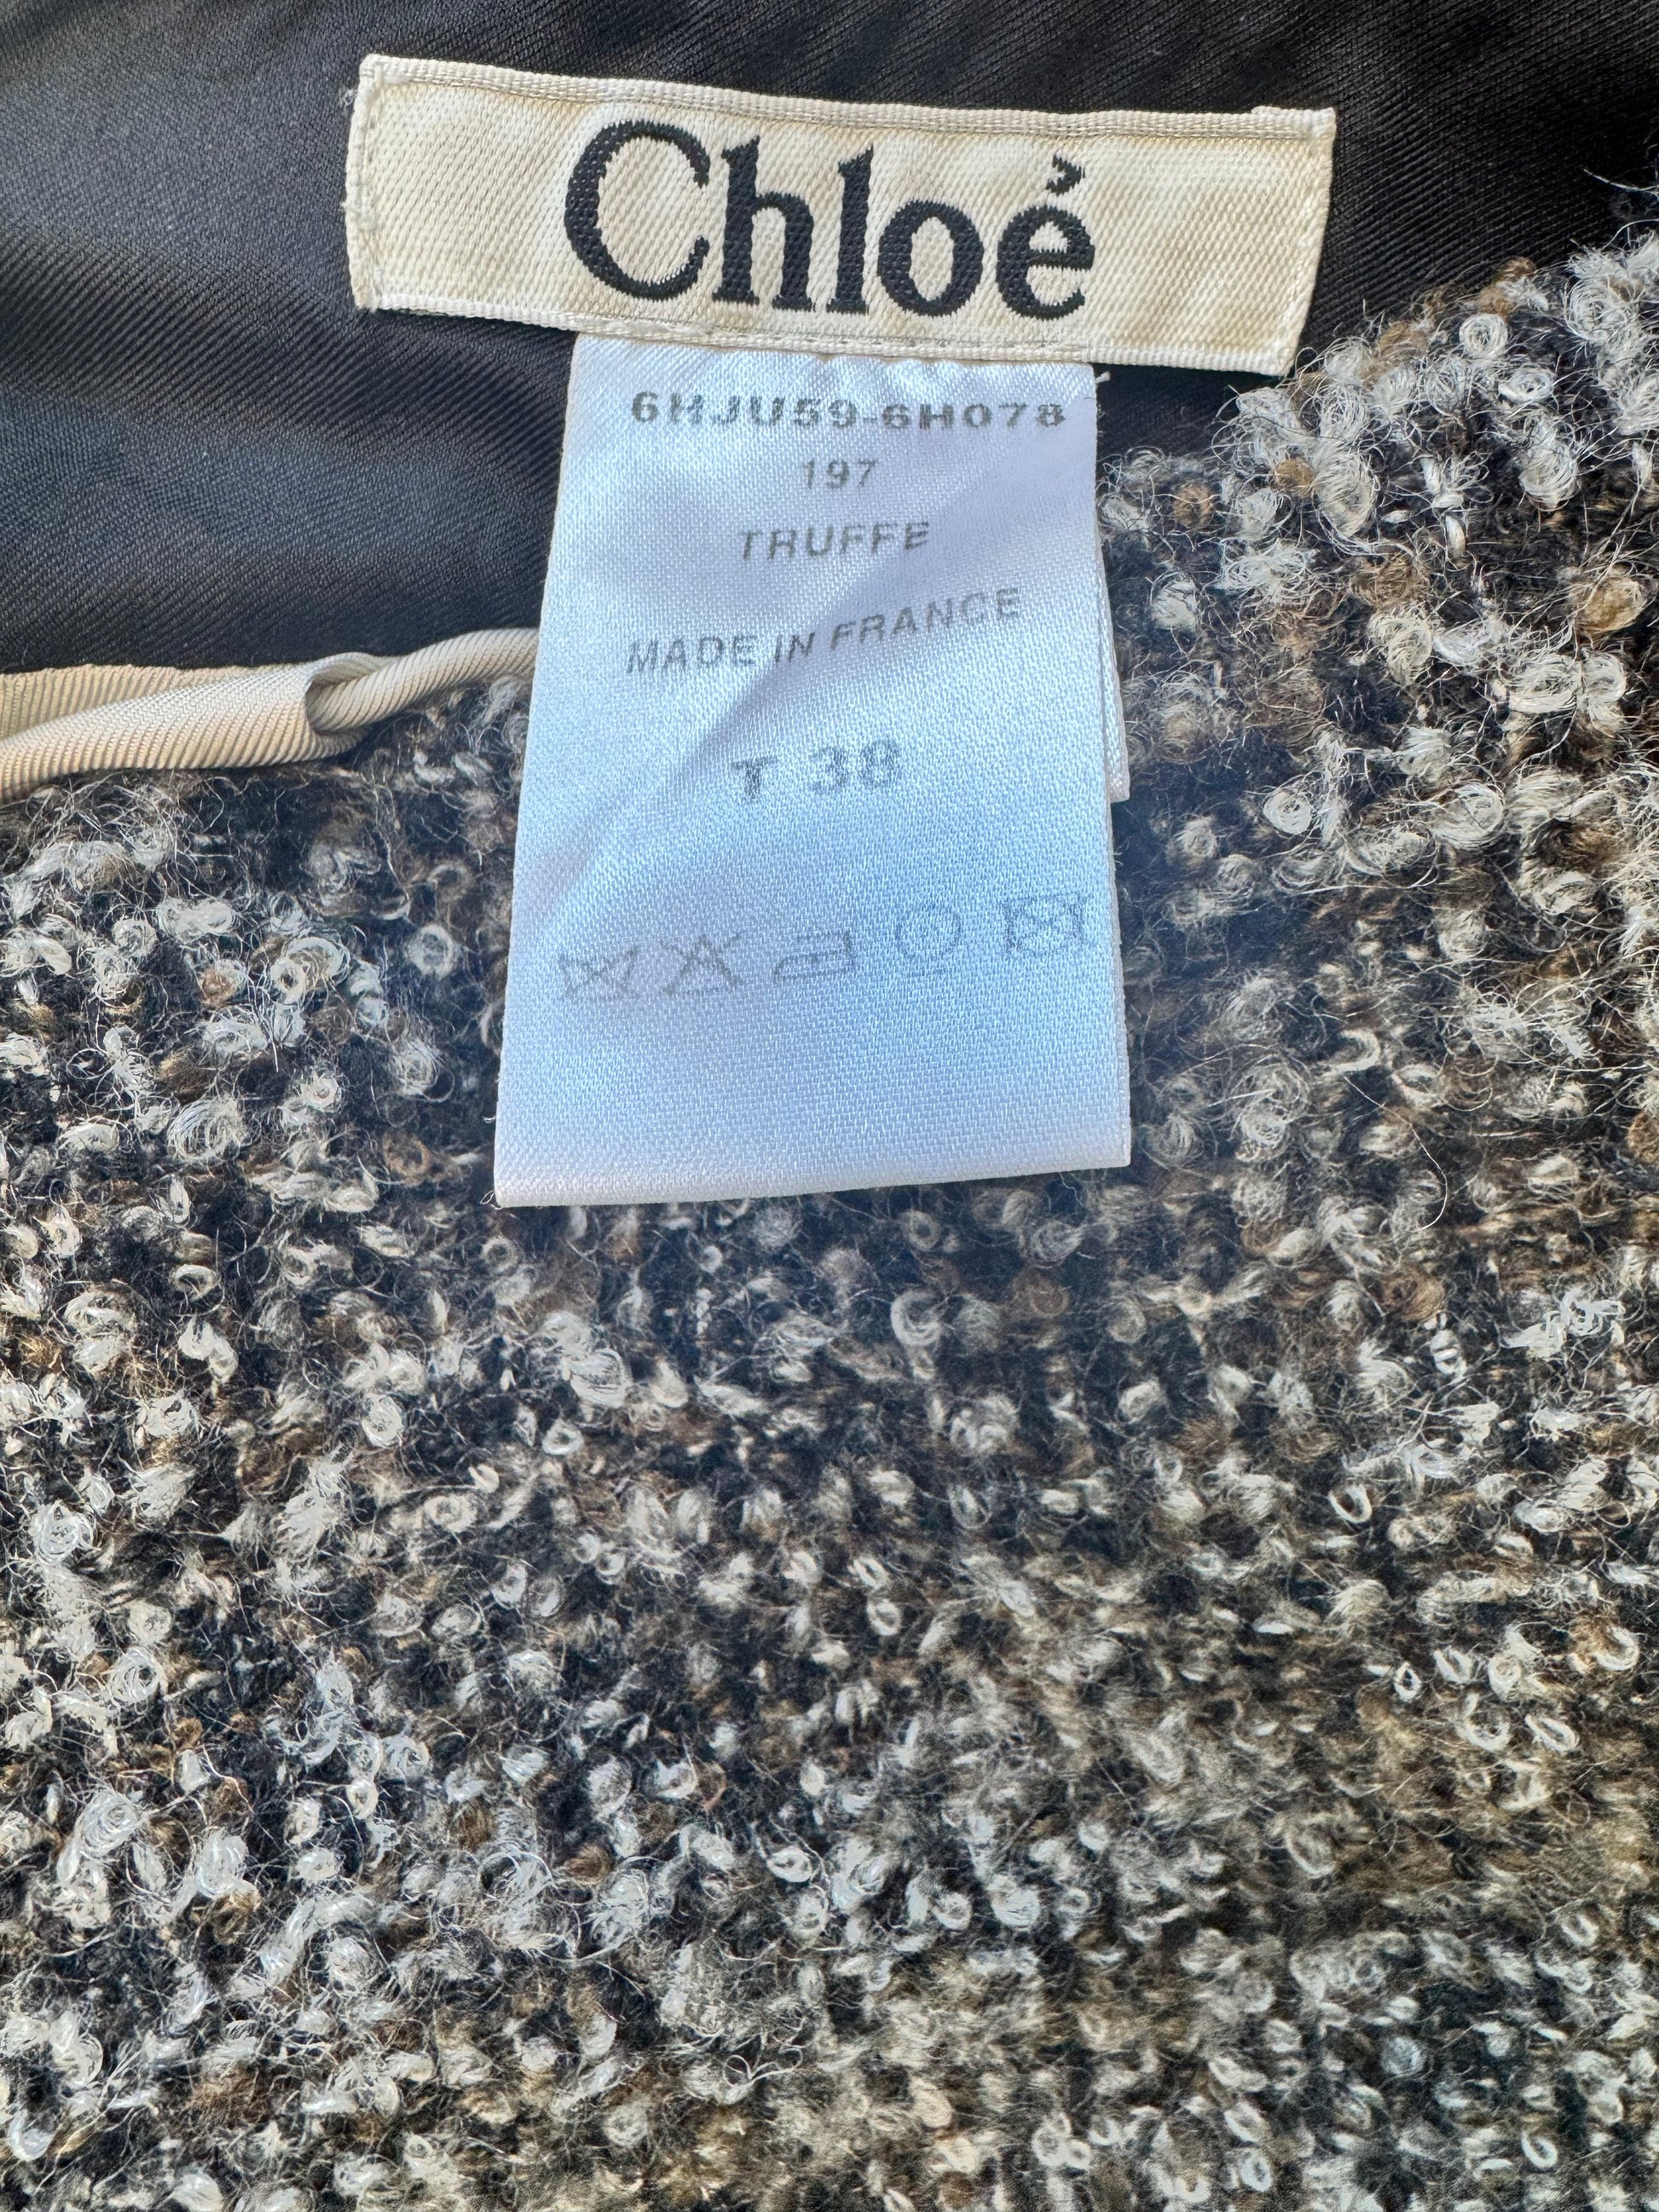 Chloé
6HJU59-6H078
197
TRUFFE
MADE IN FRANCE
T 38